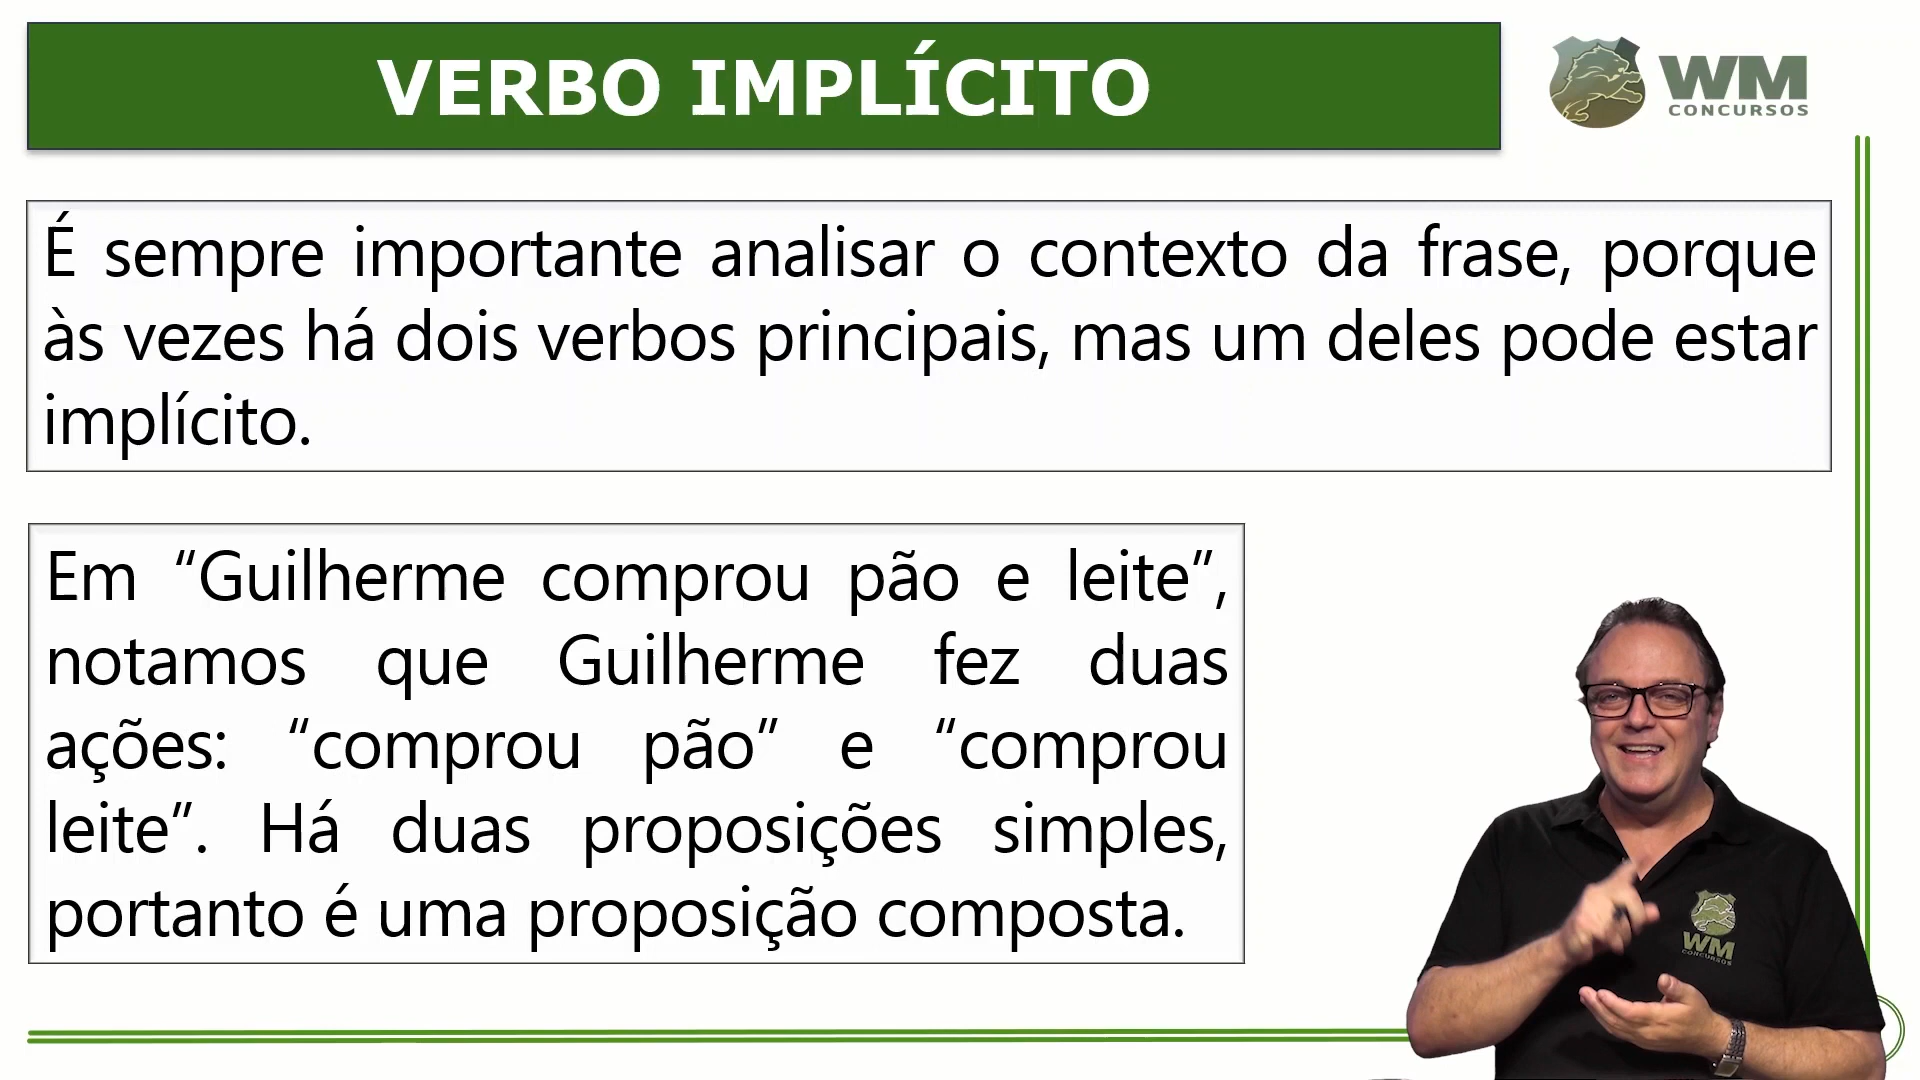 VERBO IMPLÍCITO
WM
CONCURSOS
É sempre importante analisar o contexto da frase, porque
às vezes há dois verbos principais, mas um deles pode estar
implícito.
Em “Guilherme comprou pão e leite”,
notamos que Guilherme fez duas
ações: “comprou pão” e “comprou
leite”. Há duas proposições simples,
portanto é uma proposição composta.
WM
CONCURSOS